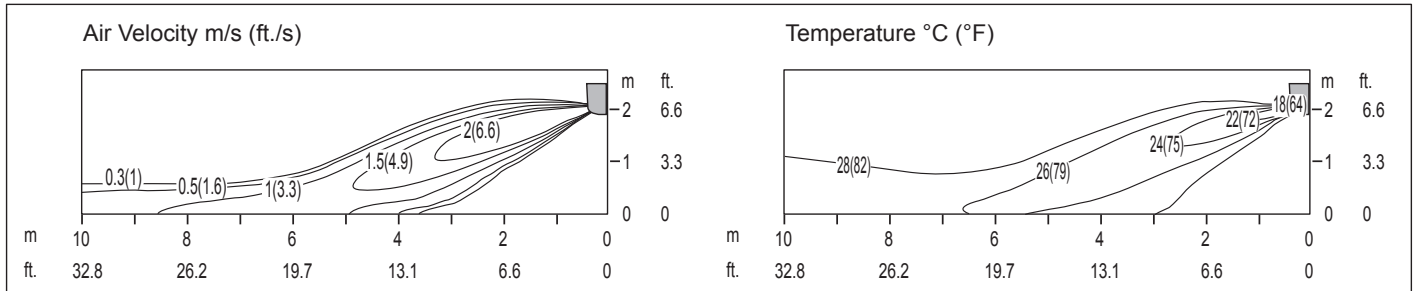 Air Velocity m/s (ft./s)
0.3(1)
0.5(1.6)
1(3.3)
1.5(4.9)
2(6.6)
m ft.
2 6.6
1 3.3
0 0
m 10 8 6 4 2 0
ft. 32.8 26.2 19.7 13.1 6.6 0
Temperature °C (°F)
28(82)
26(79)
24(75)
22(72)
18(64)
m ft.
2 6.6
1 3.3
0 0
m 10 8 6 4 2 0
ft. 32.8 26.2 19.7 13.1 6.6 0